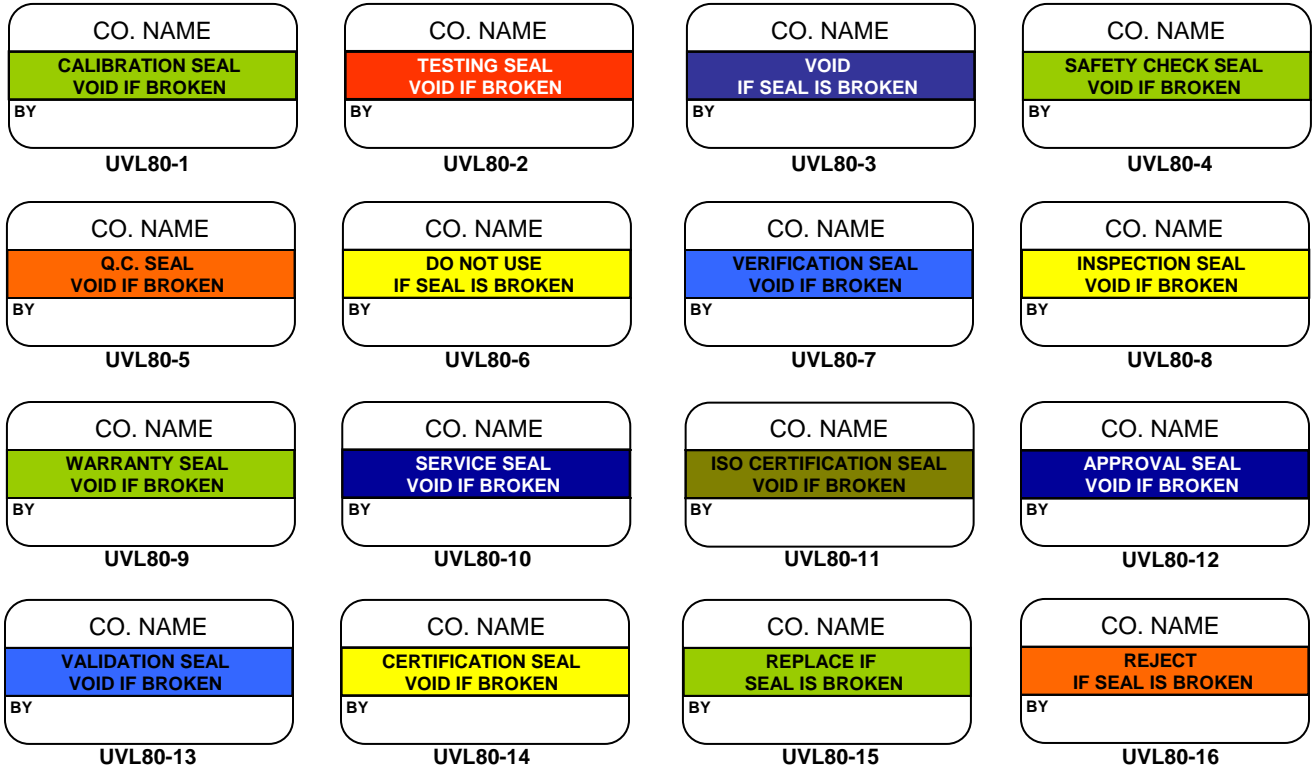 CO. NAME
CALIBRATION SEAL
VOID IF BROKEN
BY
UVL80-1
CO. NAME
TESTING SEAL
VOID IF BROKEN
BY
UVL80-2
CO. NAME
VOID
IF SEAL IS BROKEN
BY
UVL80-3
CO. NAME
SAFETY CHECK SEAL
VOID IF BROKEN
BY
UVL80-4
CO. NAME
Q.C. SEAL
VOID IF BROKEN
BY
UVL80-5
CO. NAME
DO NOT USE
IF SEAL IS BROKEN
BY
UVL80-6
CO. NAME
VERIFICATION SEAL
VOID IF BROKEN
BY
UVL80-7
CO. NAME
INSPECTION SEAL
VOID IF BROKEN
BY
UVL80-8
CO. NAME
WARRANTY SEAL
VOID IF BROKEN
BY
UVL80-9
CO. NAME
SERVICE SEAL
VOID IF BROKEN
BY
UVL80-10
CO. NAME
ISO CERTIFICATION SEAL
VOID IF BROKEN
BY
UVL80-11
CO. NAME
APPROVAL SEAL
VOID IF BROKEN
BY
UVL80-12
CO. NAME
VALIDATION SEAL
VOID IF BROKEN
BY
UVL80-13
CO. NAME
CERTIFICATION SEAL
VOID IF BROKEN
BY
UVL80-14
CO. NAME
REPLACE IF
SEAL IS BROKEN
BY
UVL80-15
CO. NAME
REJECT
IF SEAL IS BROKEN
BY
UVL80-16